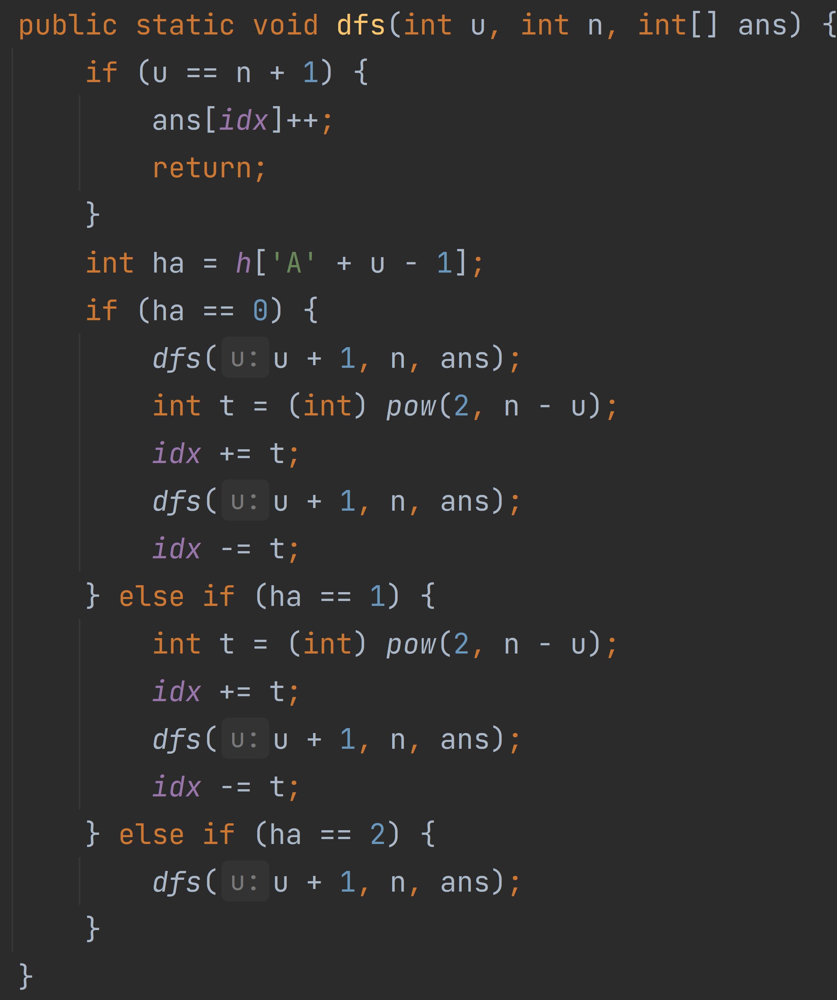 public static void dfs(int u, int n, int[] ans) {
    if (u == n + 1) {
        ans[idx]++;
        return;
    }
    int ha = h['A' + u - 1];
    if (ha == 0) {
        dfs( u: u + 1, n, ans);
        int t = (int) pow(2, n - u);
        idx += t;
        dfs( u: u + 1, n, ans);
        idx -= t;
    } else if (ha == 1) {
        int t = (int) pow(2, n - u);
        idx += t;
        dfs( u: u + 1, n, ans);
        idx -= t;
    } else if (ha == 2) {
        dfs( u: u + 1, n, ans);
    }
}